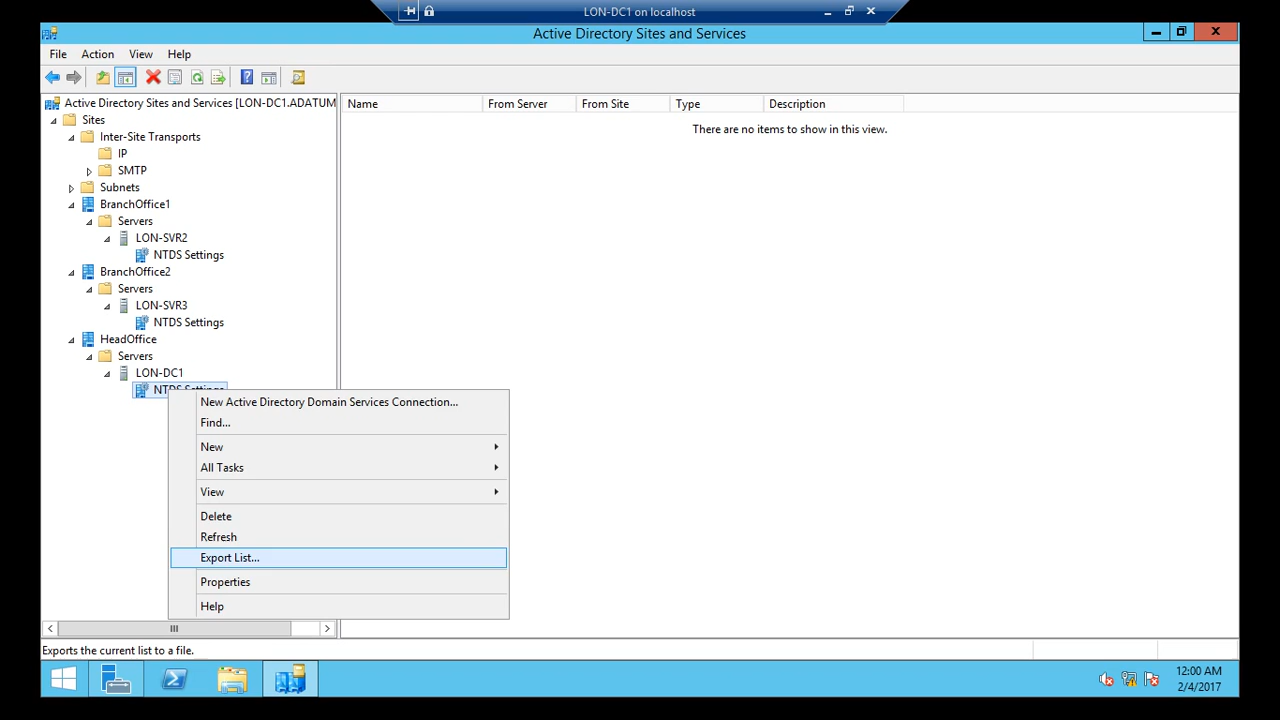 LON-DC1 on localhost
Active Directory Sites and Services
File Action View Help
Active Directory Sites and Services [LON-DC1.ADATUM
Sites
Inter-Site Transports
IP
SMTP
Subnets
BranchOffice1
Servers
LON-SVR2
NTDS Settings
BranchOffice2
Servers
LON-SVR3
NTDS Settings
HeadOffice
Servers
LON-DC1
NTDS Settings
Name From Server From Site Type Description
There are no items to show in this view.
New Active Directory Domain Services Connection...
Find...
New
All Tasks
View
Delete
Refresh
Export List...
Properties
Help
Exports the current list to a file.
12:00 AM
2/4/2017